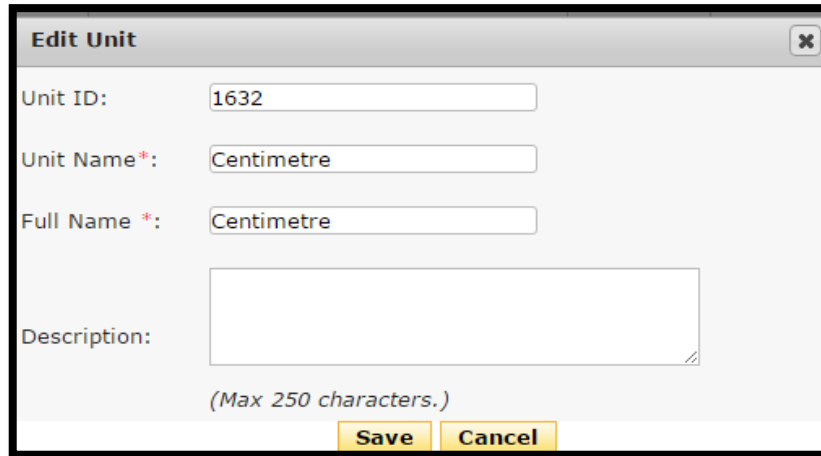 Edit Unit
Unit ID: 1632
Unit Name*: Centimetre
Full Name *: Centimetre
Description:
(Max 250 characters.)
Save Cancel